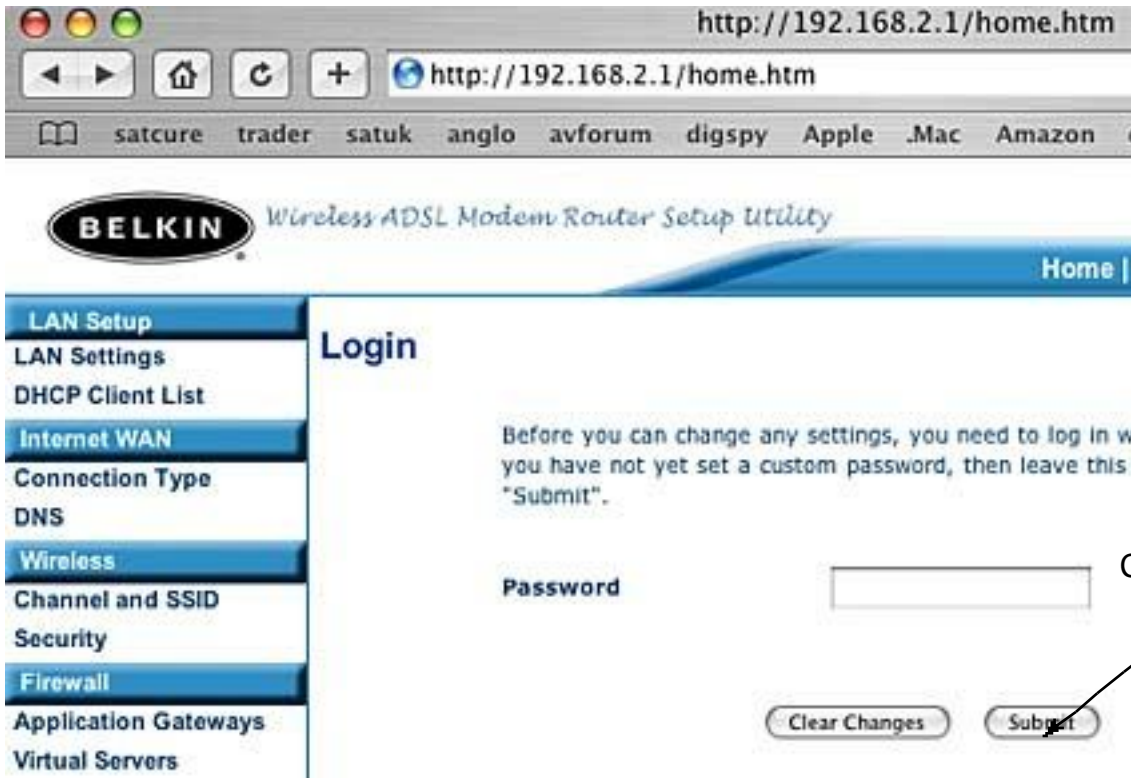 http://192.168.2.1/home.htm
http://192.168.2.1/home.htm
satcure trader satuk anglo avforum digspy Apple .Mac Amazon
BELKIN Wireless ADSL Modem Router Setup Utility
Home |
LAN Setup
LAN Settings
DHCP Client List
Internet WAN
Connection Type
DNS
Wireless
Channel and SSID
Security
Firewall
Application Gateways
Virtual Servers
Login
Before you can change any settings, you need to log in
you have not yet set a custom password, then leave this
"Submit".
Password
Clear Changes Submit